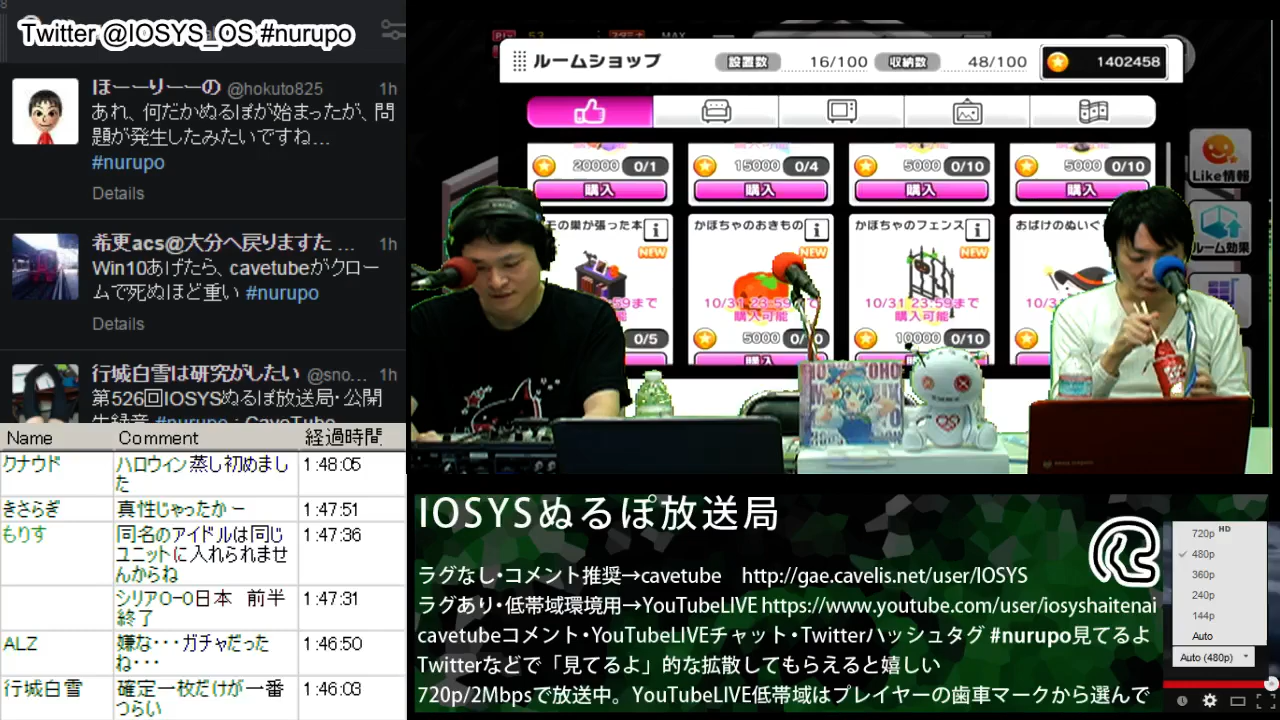 Twitter @IOSYS_OS #nurupo
ほーーりーーの @hokuto825 1h
あれ、何だかぬるぽが始まったが、問
題が発生したみたいですね…
#nurupo
Details
希更acs@大分へ戻りますた … 1h
Win10あげたら、cavetubeがクロー
ムで死ぬほど重い #nurupo
Details
行城白雪は研究がしたい @sno... 1h
第526回IOSYSぬるぽ放送局・公開
Name Comment 経過時間
クナウド ハロウィン蒸し初めまし
た 1:48:05
きさらぎ 真性じゃったかー 1:47:51
もりす 同名のアイドルは同じ
ユニットに入れられませ
んからね 1:47:36
シリア0-0日本 前半
終了 1:47:31
ALZ 嫌な・・・ガチャだった
ね・・・ 1:46:50
行城白雪 確定一枚だけが一番
つらい 1:46:03
ルームショップ 設置数 16/100 収納数 48/100 1402458
20000 0/1 15000 0/4 5000 0/10 5000 0/10
購入 購入 購入 購入
Like情報
ルーム効果
モの巣が張った本 かぼちゃのおきもの かぼちゃのフェンス おばけのぬいぐ
NEW NEW NEW
:59まで 10/31 23:59まで 10/31 23:59まで 10/
購入可能 購入可能
0/5 5000 10000 0/10
IOSYSぬるぽ放送局
ラグなし・コメント推奨→cavetube http://gae.cavelis.net/user/IOSYS
ラグあり・低帯域環境用→YouTubeLIVE https://www.youtube.com/user/iosyshaitenai
cavetubeコメント・YouTubeLIVEチャット・Twitterハッシュタグ #nurupo見てるよ
Twitterなどで「見てるよ」的な拡散してもらえると嬉しい
720p/2Mbpsで放送中。YouTubeLIVE低帯域はプレイヤーの歯車マークから選んで
720p HD
480p
360p
240p
144p
Auto
Auto (480p)